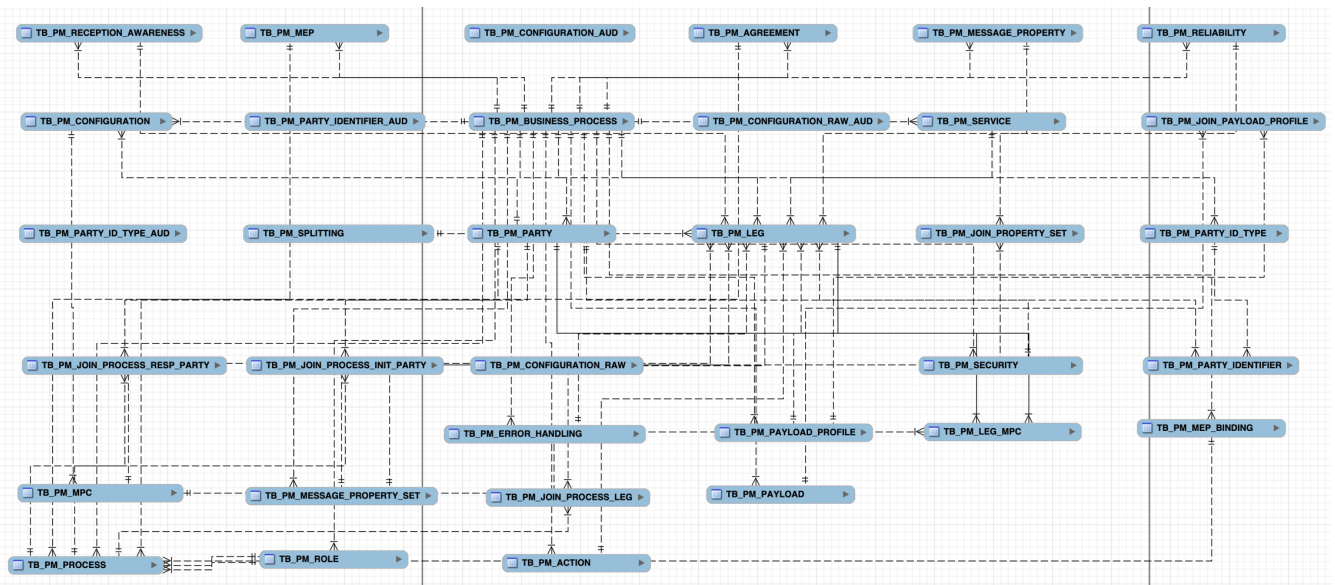 TB_PM_RECEPTION_AWARENESS
TB_PM_MEP
TB_PM_CONFIGURATION_AUD
TB_PM_AGREEMENT
TB_PM_MESSAGE_PROPERTY
TB_PM_RELIABILITY
TB_PM_CONFIGURATION
TB_PM_PARTY_IDENTIFIER_AUD
TB_PM_BUSINESS_PROCESS
TB_PM_CONFIGURATION_RAW_AUD
TB_PM_SERVICE
TB_PM_JOIN_PAYLOAD_PROFILE
TB_PM_PARTY_ID_TYPE_AUD
TB_PM_SPLITTING
TB_PM_PARTY
TB_PM_LEG
TB_PM_JOIN_PROPERTY_SET
TB_PM_PARTY_ID_TYPE
TB_PM_JOIN_PROCESS_RESP_PARTY
TB_PM_JOIN_PROCESS_INIT_PARTY
TB_PM_CONFIGURATION_RAW
TB_PM_SECURITY
TB_PM_PARTY_IDENTIFIER
TB_PM_ERROR_HANDLING
TB_PM_PAYLOAD_PROFILE
TB_PM_LEG_MPC
TB_PM_MEP_BINDING
TB_PM_MPC
TB_PM_MESSAGE_PROPERTY_SET
TB_PM_JOIN_PROCESS_LEG
TB_PM_PAYLOAD
TB_PM_PROCESS
TB_PM_ROLE
TB_PM_ACTION